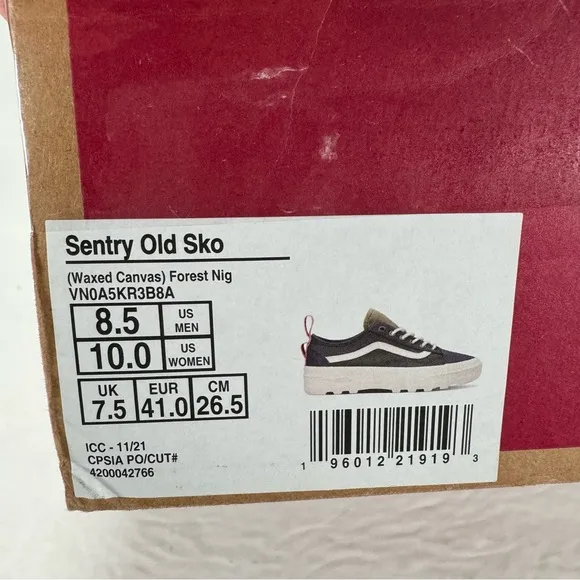 Sentry Old Sko
(Waxed Canvas) Forest Nig
VN0A5KR3B8A
8.5 US MEN
10.0 US WOMEN
UK EUR CM
7.5 41.0 26.5
ICC - 11/21
CPSIA PO/CUT#
4200042766
1 96012 21919 3